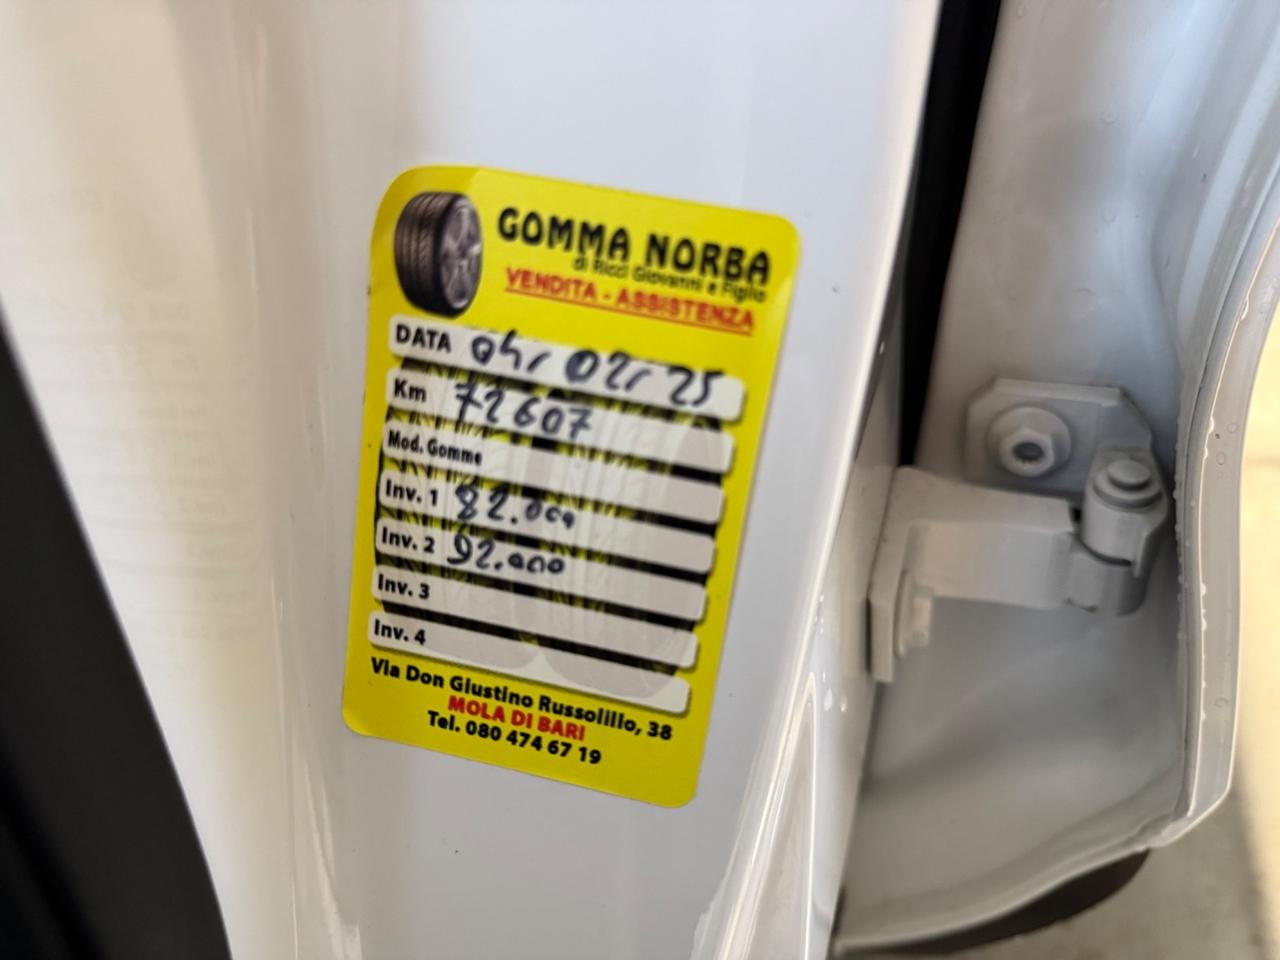 GOMMA NORBA
di Ricci Giovanni e Figlio
VENDITA - ASSISTENZA
DATA 04, 02, 25
Km 72607
Mod. Gomme
Inv. 1 82.000
Inv. 2 92.000
Inv. 3
Inv. 4
Via Don Giustino Russolillo, 38
MOLA DI BARI
Tel. 080 474 67 19